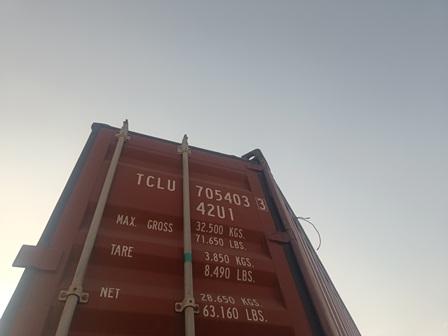 TCLU 705403 3
42U1
MAX. GROSS 32.500 KGS.
71.650 LBS.
TARE 3.850 KGS.
8.490 LBS.
NET 28.650 KGS.
63.160 LBS.